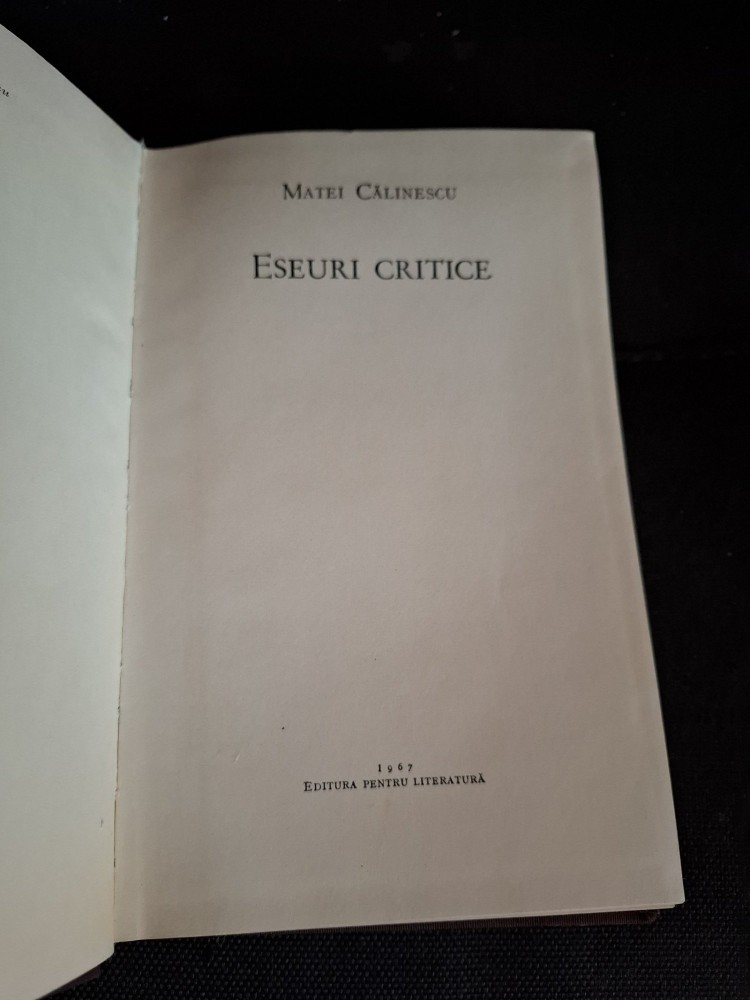 MATEI CĂLINESCU
ESEURI CRITICE
1967
EDITURA PENTRU LITERATURĂ